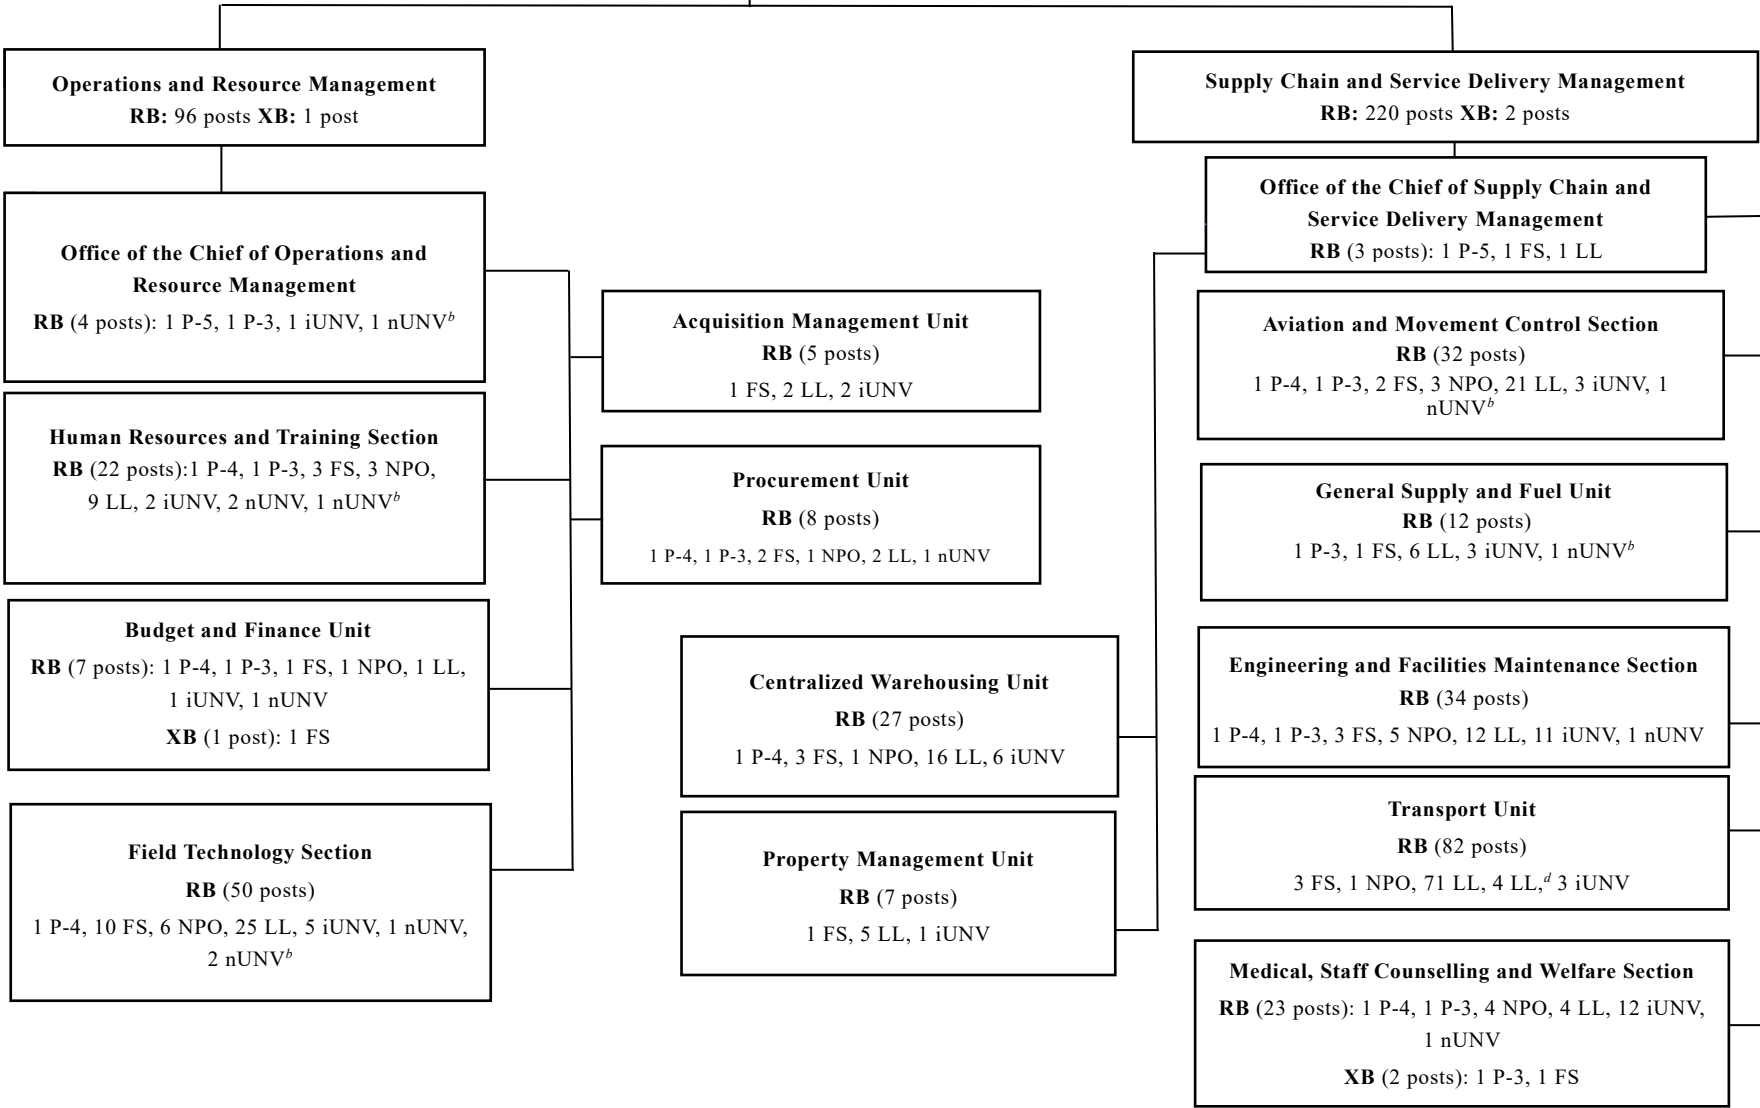 Operations and Resource Management
RB: 96 posts XB: 1 post
Office of the Chief of Operations and
Resource Management
RB (4 posts): 1 P-5, 1 P-3, 1 iUNV, 1 nUNVᵇ
Human Resources and Training Section
RB (22 posts):1 P-4, 1 P-3, 3 FS, 3 NPO,
9 LL, 2 iUNV, 2 nUNV, 1 nUNVᵇ
Budget and Finance Unit
RB (7 posts): 1 P-4, 1 P-3, 1 FS, 1 NPO, 1 LL,
1 iUNV, 1 nUNV
XB (1 post): 1 FS
Field Technology Section
RB (50 posts)
1 P-4, 10 FS, 6 NPO, 25 LL, 5 iUNV, 1 nUNV,
2 nUNVᵇ
Acquisition Management Unit
RB (5 posts)
1 FS, 2 LL, 2 iUNV
Procurement Unit
RB (8 posts)
1 P-4, 1 P-3, 2 FS, 1 NPO, 2 LL, 1 nUNV
Supply Chain and Service Delivery Management
RB: 220 posts XB: 2 posts
Office of the Chief of Supply Chain and
Service Delivery Management
RB (3 posts): 1 P-5, 1 FS, 1 LL
Centralized Warehousing Unit
RB (27 posts)
1 P-4, 3 FS, 1 NPO, 16 LL, 6 iUNV
Property Management Unit
RB (7 posts)
1 FS, 5 LL, 1 iUNV
Aviation and Movement Control Section
RB (32 posts)
1 P-4, 1 P-3, 2 FS, 3 NPO, 21 LL, 3 iUNV, 1
nUNVᵇ
General Supply and Fuel Unit
RB (12 posts)
1 P-3, 1 FS, 6 LL, 3 iUNV, 1 nUNVᵇ
Engineering and Facilities Maintenance Section
RB (34 posts)
1 P-4, 1 P-3, 3 FS, 5 NPO, 12 LL, 11 iUNV, 1 nUNV
Transport Unit
RB (82 posts)
3 FS, 1 NPO, 71 LL, 4 LL,ᵈ 3 iUNV
Medical, Staff Counselling and Welfare Section
RB (23 posts): 1 P-4, 1 P-3, 4 NPO, 4 LL, 12 iUNV,
1 nUNV
XB (2 posts): 1 P-3, 1 FS